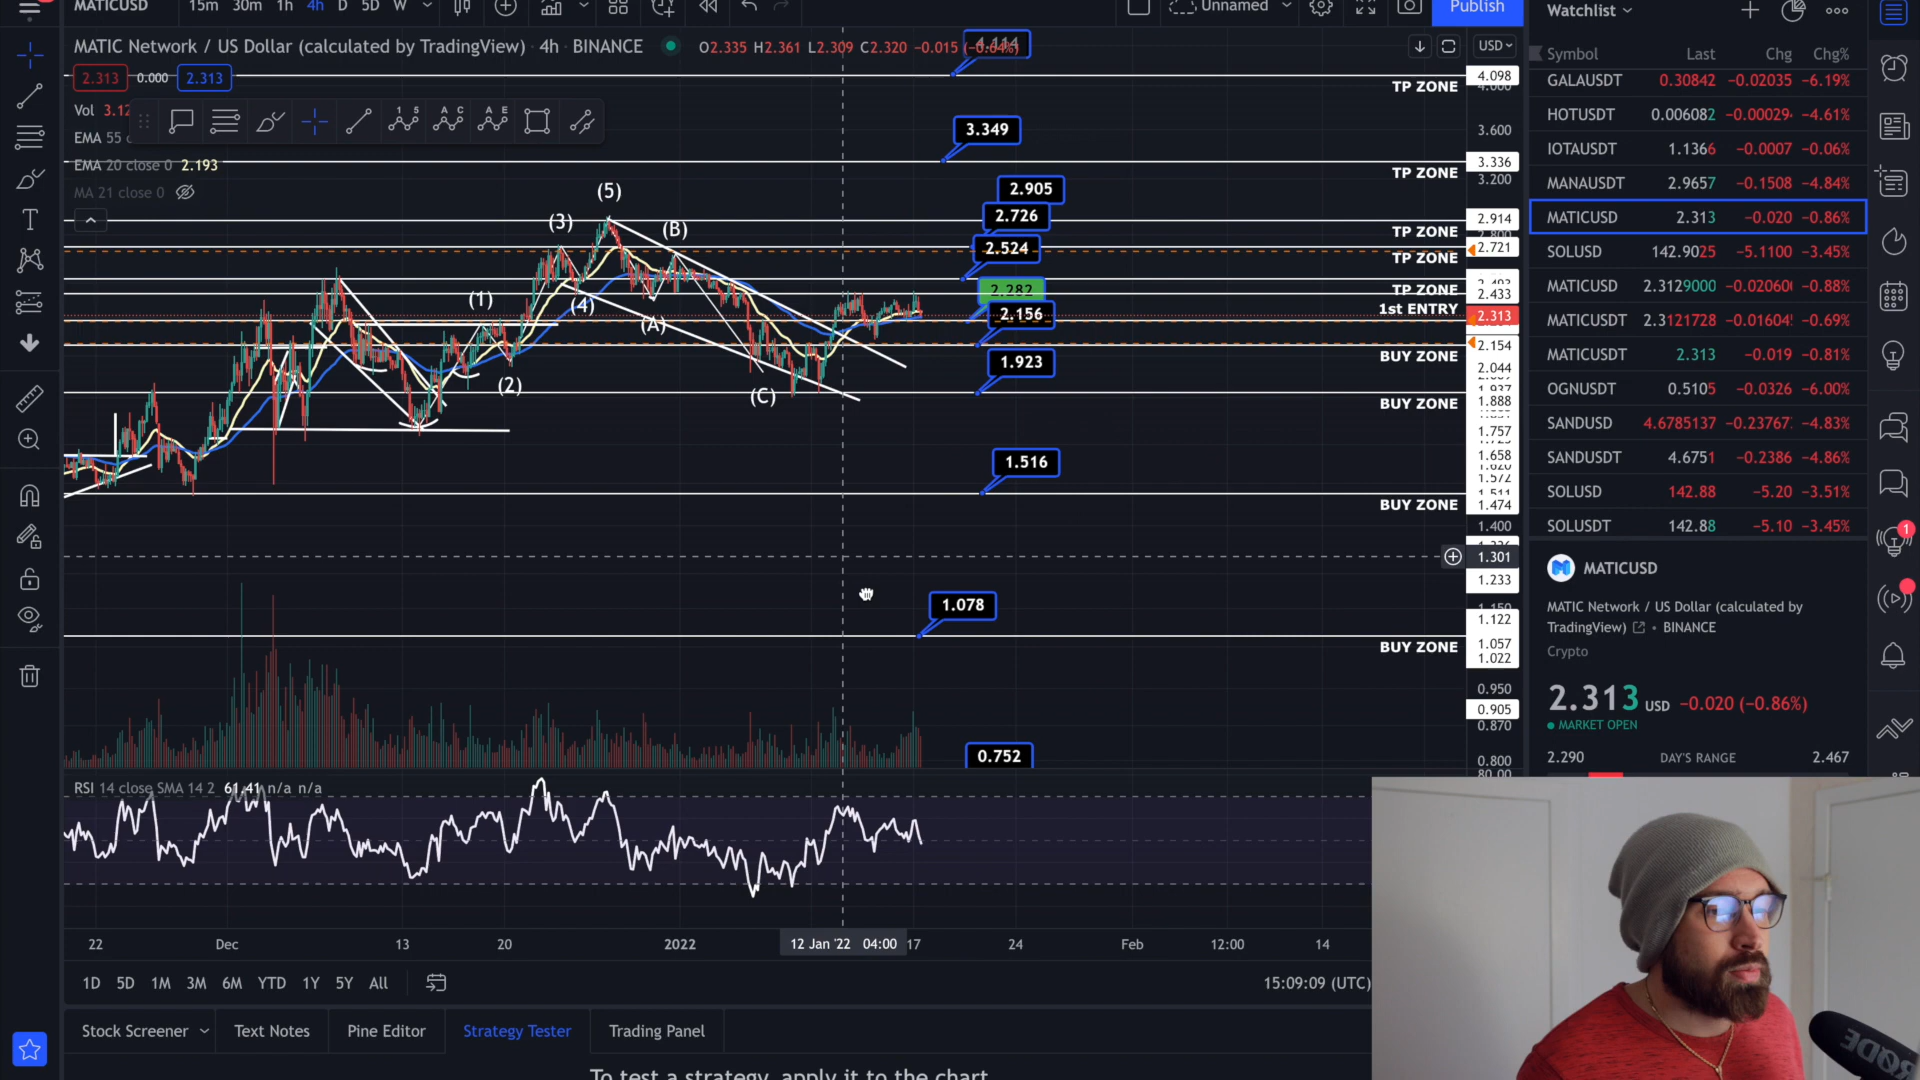 MATICUSD 15m 30m 1h 4h D 5D W Unnamed Publish
MATIC Network / US Dollar (calculated by TradingView) · 4h · BINANCE O2.335 H2.361 L2.309 C2.320 −0.015 (−0.64%)
2.313 0.000 2.313
Vol 3.12
EMA 55 c
EMA 20 close 0 2.193
MA 21 close 0
USD
4.114
3.349
2.905
2.726
2.524
2.282
2.156
1.923
1.516
1.078
0.752
(1)
(2)
(3)
(4)
(5)
(A)
(B)
(C)
TP ZONE
TP ZONE
TP ZONE
TP ZONE
TP ZONE
1st ENTRY
BUY ZONE
BUY ZONE
BUY ZONE
BUY ZONE
4.098
4.000
3.600
3.336
3.200
2.914
2.721
2.433
2.313
2.154
2.044
1.937
1.888
1.757
1.658
1.572
1.474
1.400
1.301
1.233
1.122
1.057
1.022
0.950
0.905
0.870
0.800
80.00
RSI 14 close SMA 14 2 61.41 n/a n/a
22 Dec 13 20 2022 12 Jan '22 04:00 17 24 Feb 12:00 14
1D 5D 1M 3M 6M YTD 1Y 5Y All
15:09:09 (UTC)
Stock Screener Text Notes Pine Editor Strategy Tester Trading Panel
To test a strategy, apply it to the chart
Watchlist
Symbol Last Chg Chg%
GALAUSDT 0.30842 −0.02035 −6.19%
HOTUSDT 0.006082 −0.00029 −4.61%
IOTAUSDT 1.1366 −0.0007 −0.06%
MANAUSDT 2.9657 −0.1508 −4.84%
MATICUSD 2.313 −0.020 −0.86%
SOLUSD 142.9025 −5.1100 −3.45%
MATICUSD 2.3129000 −0.020600 −0.88%
MATICUSD 2.3121728 −0.01604 −0.69%
MATICUSDT 2.313 −0.019 −0.81%
OGNUSDT 0.5105 −0.0326 −6.00%
SANDUSD 4.6785137 −0.23767 −4.83%
SANDUSDT 4.6751 −0.2386 −4.86%
SOLUSD 142.88 −5.20 −3.51%
SOLUSDT 142.88 −5.10 −3.45%
1
MATICUSD
MATIC Network / US Dollar (calculated by
TradingView) • BINANCE
Crypto
2.313 USD −0.020 (−0.86%)
MARKET OPEN
2.290 DAY'S RANGE 2.467
RØDE